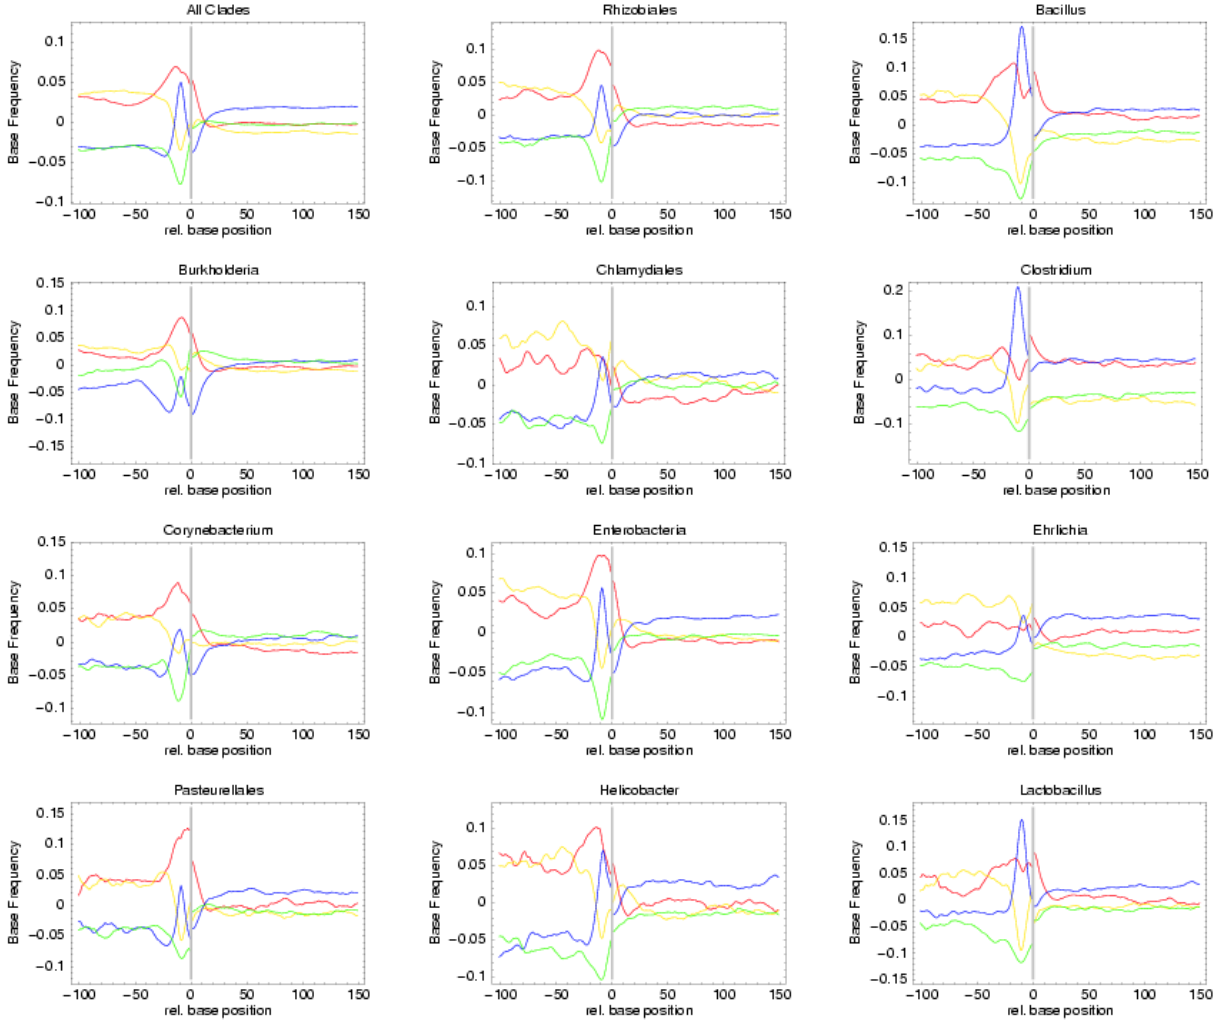 All Clades
Rhizobiales
Bacillus
Base Frequency
0.1
0.05
0
−0.05
−0.1
−100 −50 0 50 100 150
rel. base position
Base Frequency
0.1
0.05
0
−0.05
−0.1
−100 −50 0 50 100 150
rel. base position
Base Frequency
0.15
0.1
0.05
0
−0.05
−0.1
−100 −50 0 50 100 150
rel. base position
Burkholderia
Chlamydiales
Clostridium
Base Frequency
0.15
0.1
0.05
0
−0.05
−0.1
−0.15
−100 −50 0 50 100 150
rel. base position
Base Frequency
0.1
0.05
0
−0.05
−0.1
−100 −50 0 50 100 150
rel. base position
Base Frequency
0.2
0.1
0
−0.1
−100 −50 0 50 100 150
rel. base position
Corynebacterium
Enterobacteria
Ehrlichia
Base Frequency
0.15
0.1
0.05
0
−0.05
−0.1
−100 −50 0 50 100 150
rel. base position
Base Frequency
0.1
0.05
0
−0.05
−0.1
−100 −50 0 50 100 150
rel. base position
Base Frequency
0.15
0.1
0.05
0
−0.05
−0.1
−100 −50 0 50 100 150
rel. base position
Pasteurellales
Helicobacter
Lactobacillus
Base Frequency
0.15
0.1
0.05
0
−0.05
−0.1
−100 −50 0 50 100 150
rel. base position
Base Frequency
0.1
0.05
0
−0.05
−0.1
−100 −50 0 50 100 150
rel. base position
Base Frequency
0.15
0.1
0.05
0
−0.05
−0.1
−0.15
−100 −50 0 50 100 150
rel. base position